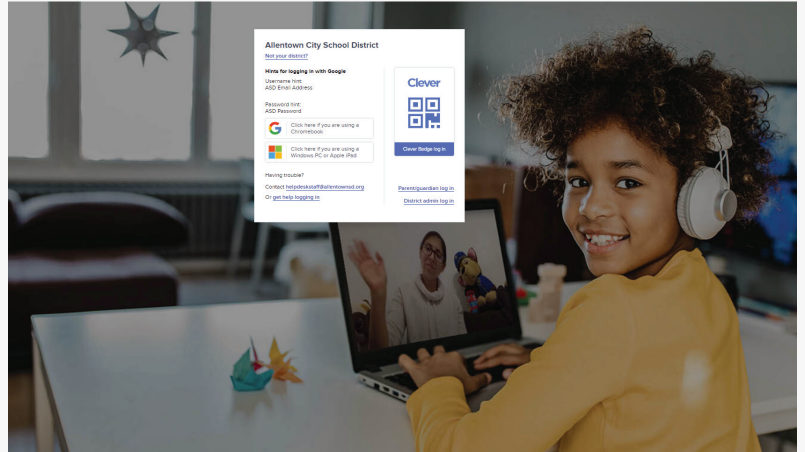 Allentown City School District
Not your district?
Hints for logging in with Google
Username hint:
ASD Email Address
Password hint:
ASD Password
Click here if you are using a
Chromebook
Click here if you are using a
Windows PC or Apple iPad
Having trouble?
Contact helpdeskstaff@allentownsd.org
Or get help logging in
Clever
Clever Badge log in
Parent/guardian log in
District admin log in